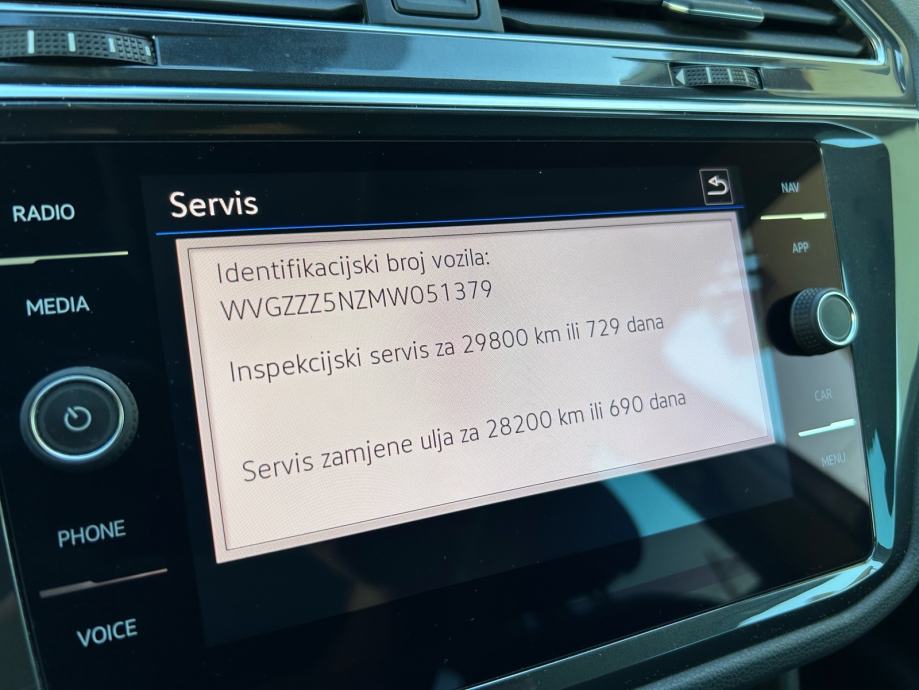 RADIO
MEDIA
PHONE
VOICE
Servis
Identifikacijski broj vozila:
WVGZZZ5NZMW051379
Inspekcijski servis za 29800 km ili 729 dana
Servis zamjene ulja za 28200 km ili 690 dana
NAV
APP
CAR
MENU